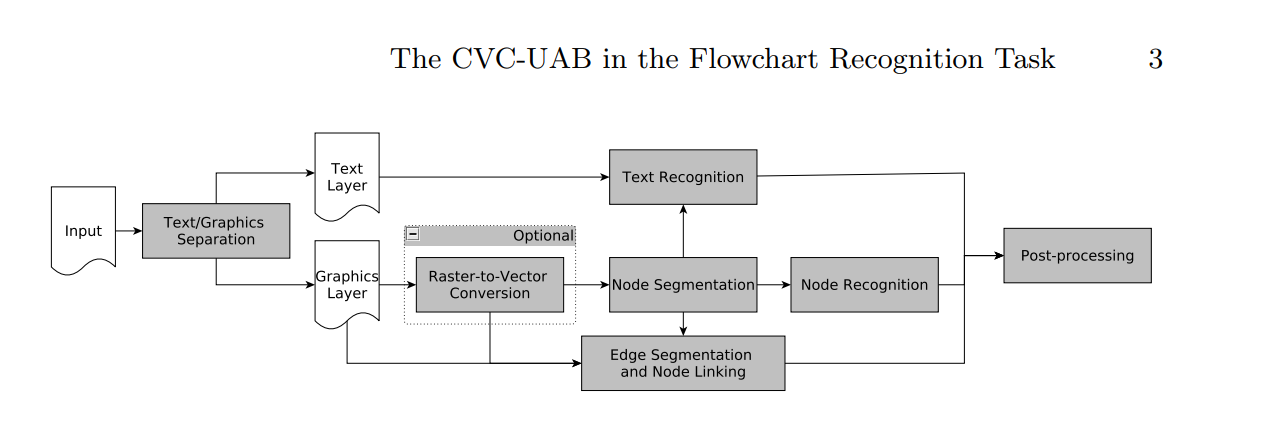 The CVC-UAB in the Flowchart Recognition Task 3
Input
Text/Graphics
Separation
Text
Layer
Graphics
Layer
Optional
Raster-to-Vector
Conversion
Text Recognition
Node Segmentation
Node Recognition
Edge Segmentation
and Node Linking
Post-processing